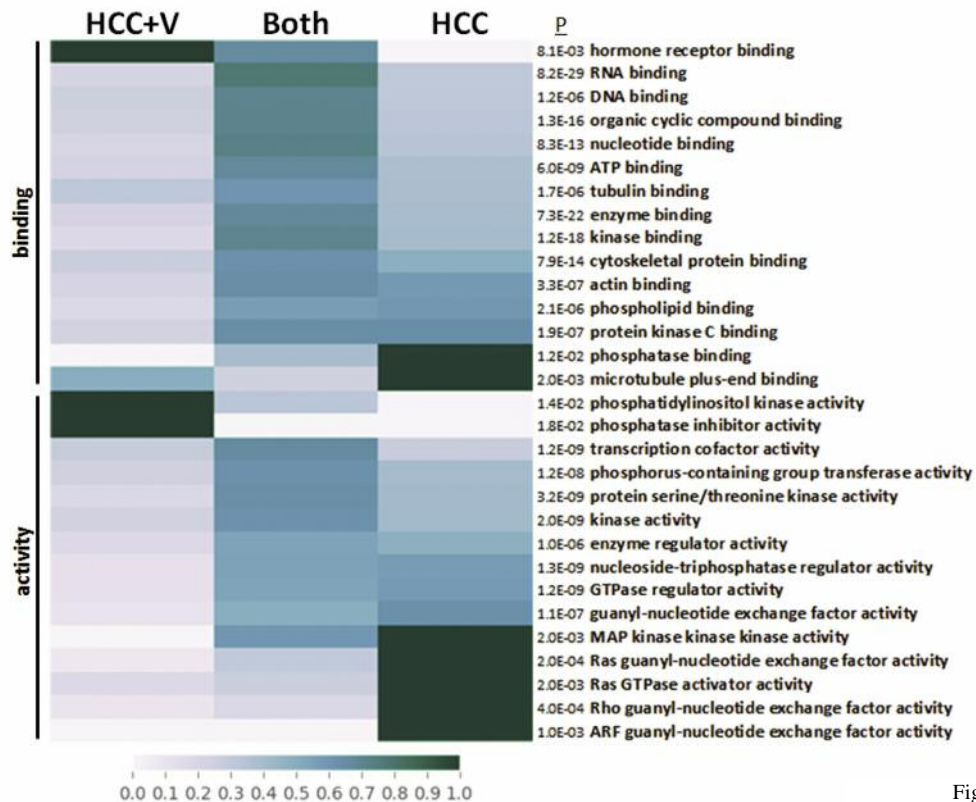 HCC+V Both HCC P
8.1E-03 hormone receptor binding
8.2E-29 RNA binding
1.2E-06 DNA binding
1.3E-16 organic cyclic compound binding
8.3E-13 nucleotide binding
6.0E-09 ATP binding
1.7E-06 tubulin binding
7.3E-22 enzyme binding
1.2E-18 kinase binding
7.9E-14 cytoskeletal protein binding
3.3E-07 actin binding
2.1E-06 phospholipid binding
1.9E-07 protein kinase C binding
1.2E-02 phosphatase binding
2.0E-03 microtubule plus-end binding
binding
1.4E-02 phosphatidylinositol kinase activity
1.8E-02 phosphatase inhibitor activity
1.2E-09 transcription cofactor activity
1.2E-08 phosphorus-containing group transferase activity
3.2E-09 protein serine/threonine kinase activity
2.0E-09 kinase activity
1.0E-06 enzyme regulator activity
1.3E-09 nucleoside-triphosphatase regulator activity
1.2E-09 GTPase regulator activity
1.1E-07 guanyl-nucleotide exchange factor activity
2.0E-03 MAP kinase kinase kinase activity
2.0E-04 Ras guanyl-nucleotide exchange factor activity
2.0E-03 Ras GTPase activator activity
4.0E-04 Rho guanyl-nucleotide exchange factor activity
1.0E-03 ARF guanyl-nucleotide exchange factor activity
activity
0.0 0.1 0.2 0.3 0.4 0.5 0.6 0.7 0.8 0.9 1.0
Fig